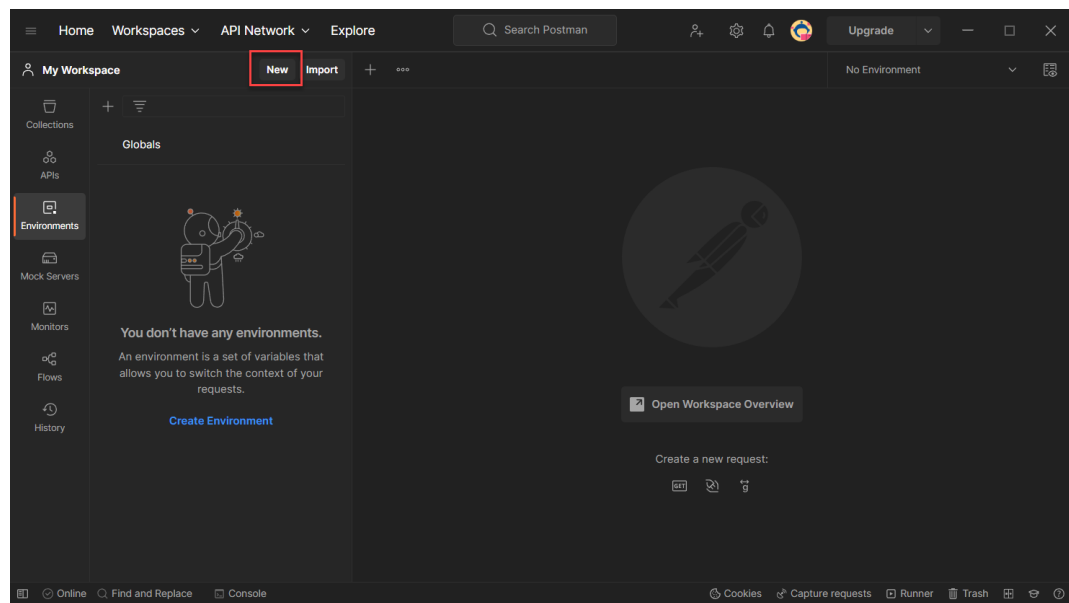 Home Workspaces API Network Explore Search Postman Upgrade
My Workspace New Import No Environment
Collections
APIs
Environments
Mock Servers
Monitors
Flows
History
Globals
You don't have any environments.
An environment is a set of variables that
allows you to switch the context of your
requests.
Create Environment
Open Workspace Overview
Create a new request:
GET g
Online Find and Replace Console Cookies Capture requests Runner Trash